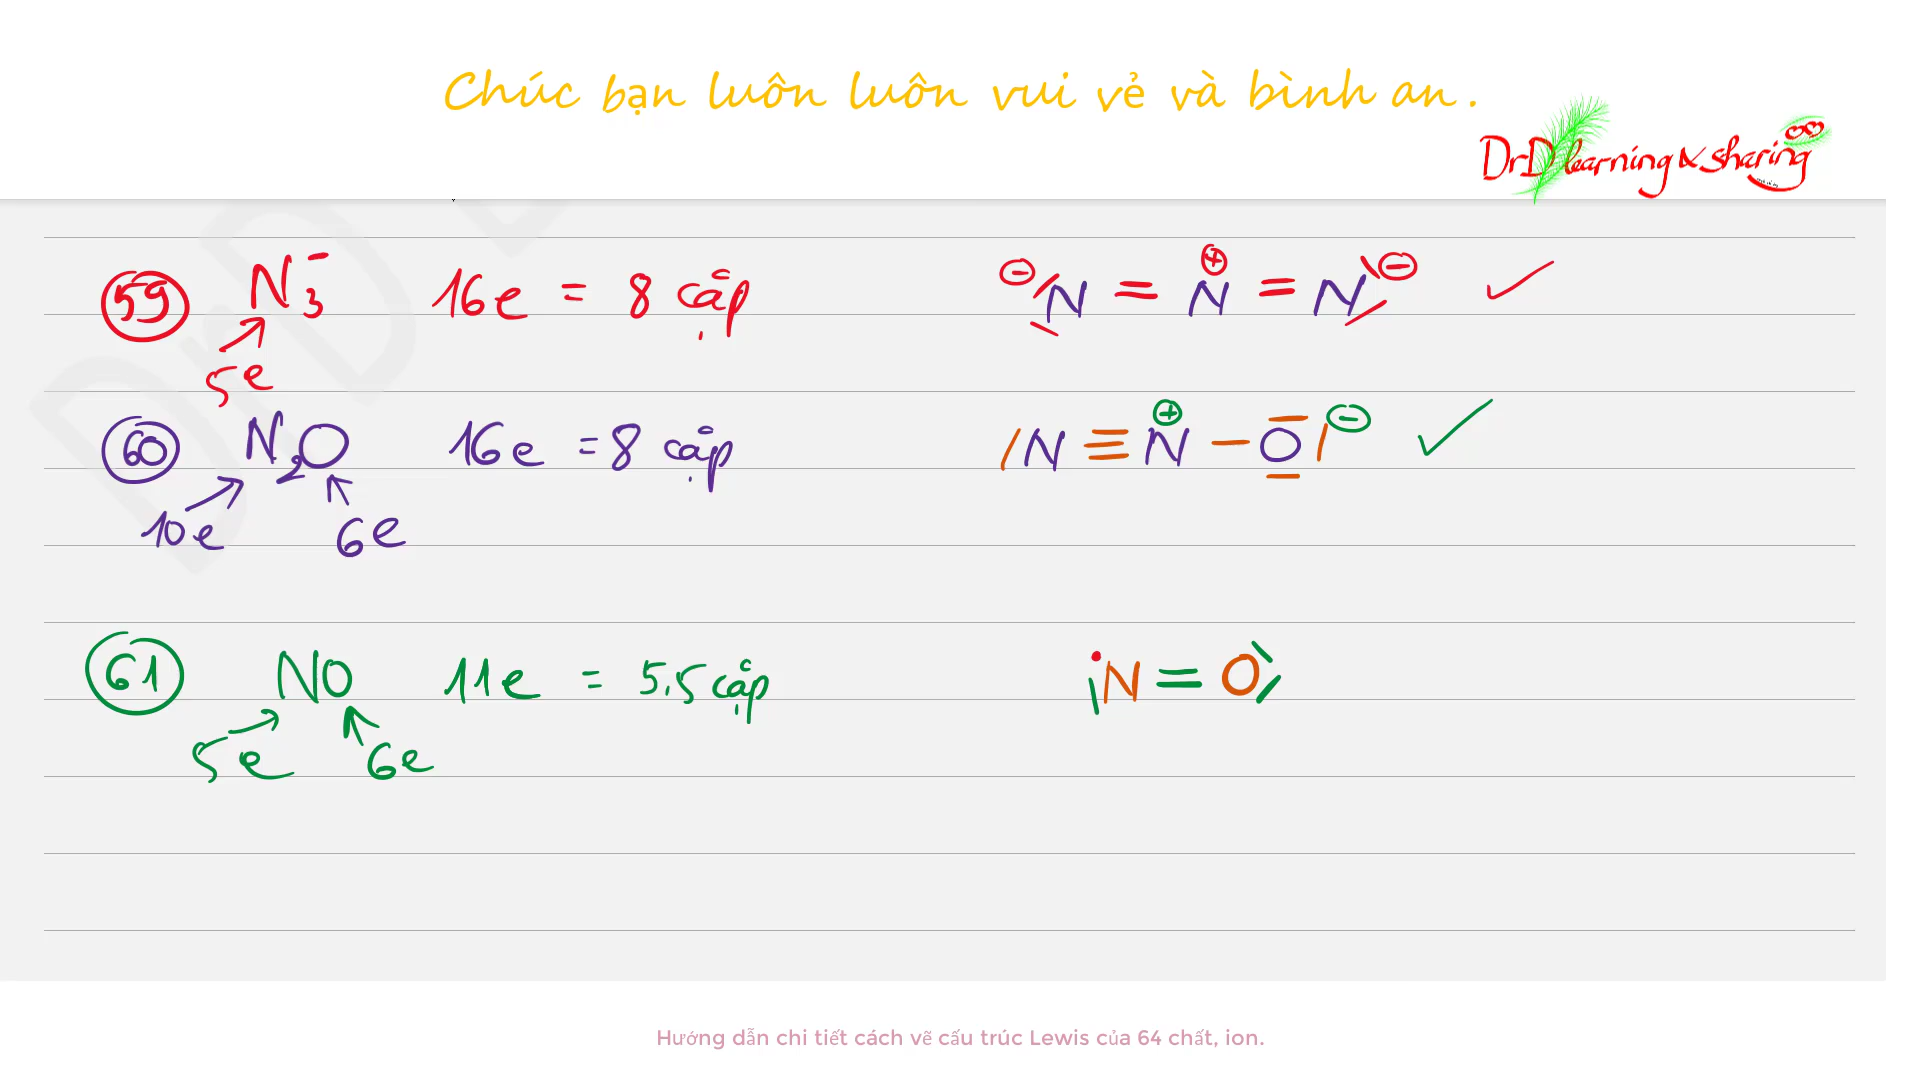 Chúc bạn luôn luôn vui vẻ và bình an.
DrD learning & sharing
DrD L
59 N₃⁻ 16e = 8 cặp ⊖ N = N ⊕ = N ⊖ ✓
5e
60 N₂O 16e = 8 cặp N ≡ N ⊕ − O ⊖ ✓
10e 6e
61 NO 11e = 5,5 cặp N = O
5e 6e
Hướng dẫn chi tiết cách vẽ cấu trúc Lewis của 64 chất, ion.